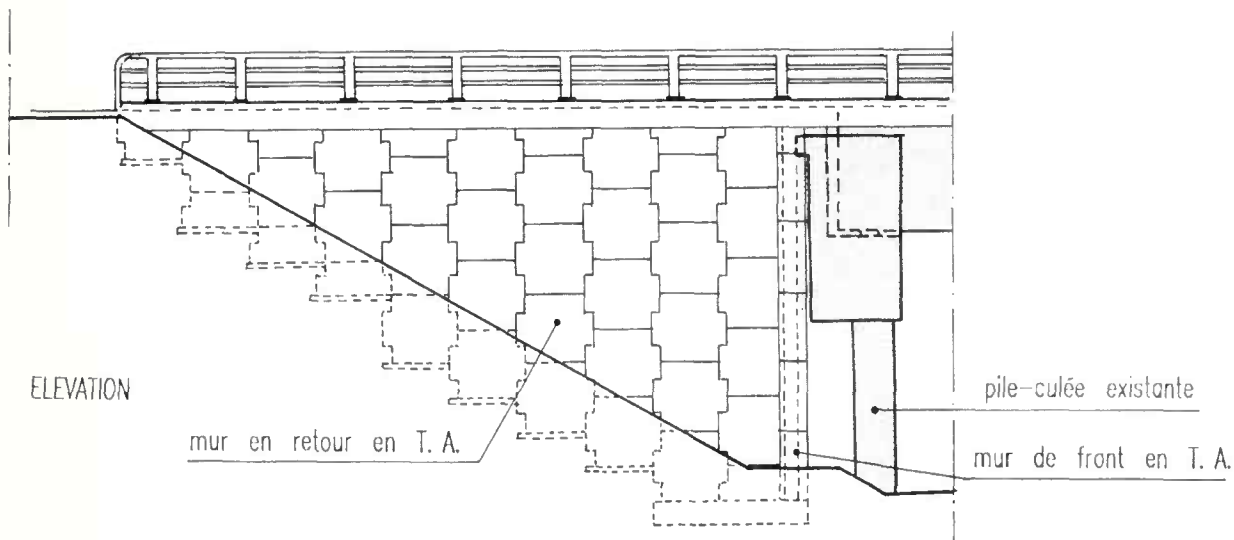 ELEVATION
mur en retour en T. A.
pile-culée existante
mur de front en T. A.